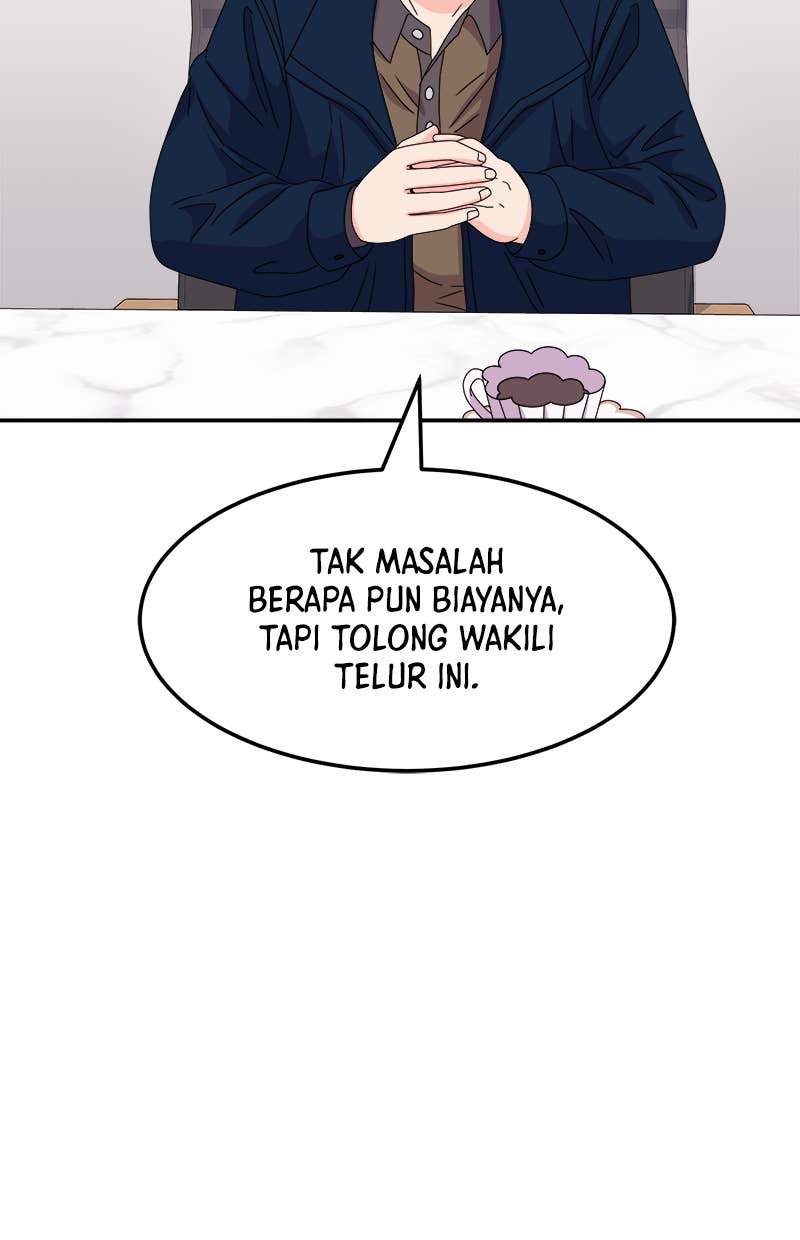 TAK MASALAH
BERAPA PUN BIAYANYA,
TAPI TOLONG WAKILI
TELUR INI.